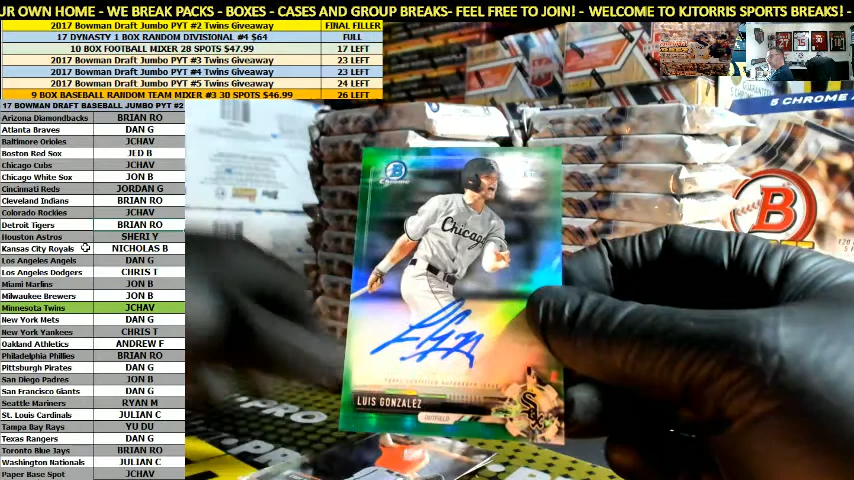 UR OWN HOME - WE BREAK PACKS - BOXES - CASES AND GROUP BREAKS- FEEL FREE TO JOIN! - WELCOME TO KJTORRIS SPORTS BREAKS! -
2017 Bowman Draft Jumbo PYT #2 Twins Giveaway FINAL FILLER
17 DYNASTY 1 BOX RANDOM DIVISIONAL #4 $64 FULL
10 BOX FOOTBALL MIXER 28 SPOTS $47.99 17 LEFT
2017 Bowman Draft Jumbo PYT #3 Twins Giveaway 23 LEFT
2017 Bowman Draft Jumbo PYT #4 Twins Giveaway 23 LEFT
2017 Bowman Draft Jumbo PYT #5 Twins Giveaway 24 LEFT
9 BOX BASEBALL RANDOM TEAM MIXER #3 30 SPOTS $46.99 26 LEFT
17 BOWMAN DRAFT BASEBALL JUMBO PYT #2
Arizona Diamondbacks BRIAN RO
Atlanta Braves DAN G
Baltimore Orioles JCHAV
Boston Red Sox JED B
Chicago Cubs JCHAV
Chicago White Sox JON B
Cincinnati Reds JORDAN G
Cleveland Indians BRIAN RO
Colorado Rockies JCHAV
Detroit Tigers BRIAN RO
Houston Astros SHERI Y
Kansas City Royals NICHOLAS B
Los Angeles Angels DAN G
Los Angeles Dodgers CHRIS T
Miami Marlins JON B
Milwaukee Brewers JON B
Minnesota Twins JCHAV
New York Mets DAN G
New York Yankees CHRIS T
Oakland Athletics ANDREW F
Philadelphia Phillies BRIAN RO
Pittsburgh Pirates DAN G
San Diego Padres JON B
San Francisco Giants DAN G
Seattle Mariners RYAN M
St. Louis Cardinals JULIAN C
Tampa Bay Rays YU DU
Texas Rangers DAN G
Toronto Blue Jays BRIAN RO
Washington Nationals JULIAN C
Paper Base Spot JCHAV
5 CHROME
B
Chrome
Chicago
TOPPS CERTIFIED AUTOGRAPH ISSUE
LUIS GONZALEZ
OUTFIELD
SOX
PRO